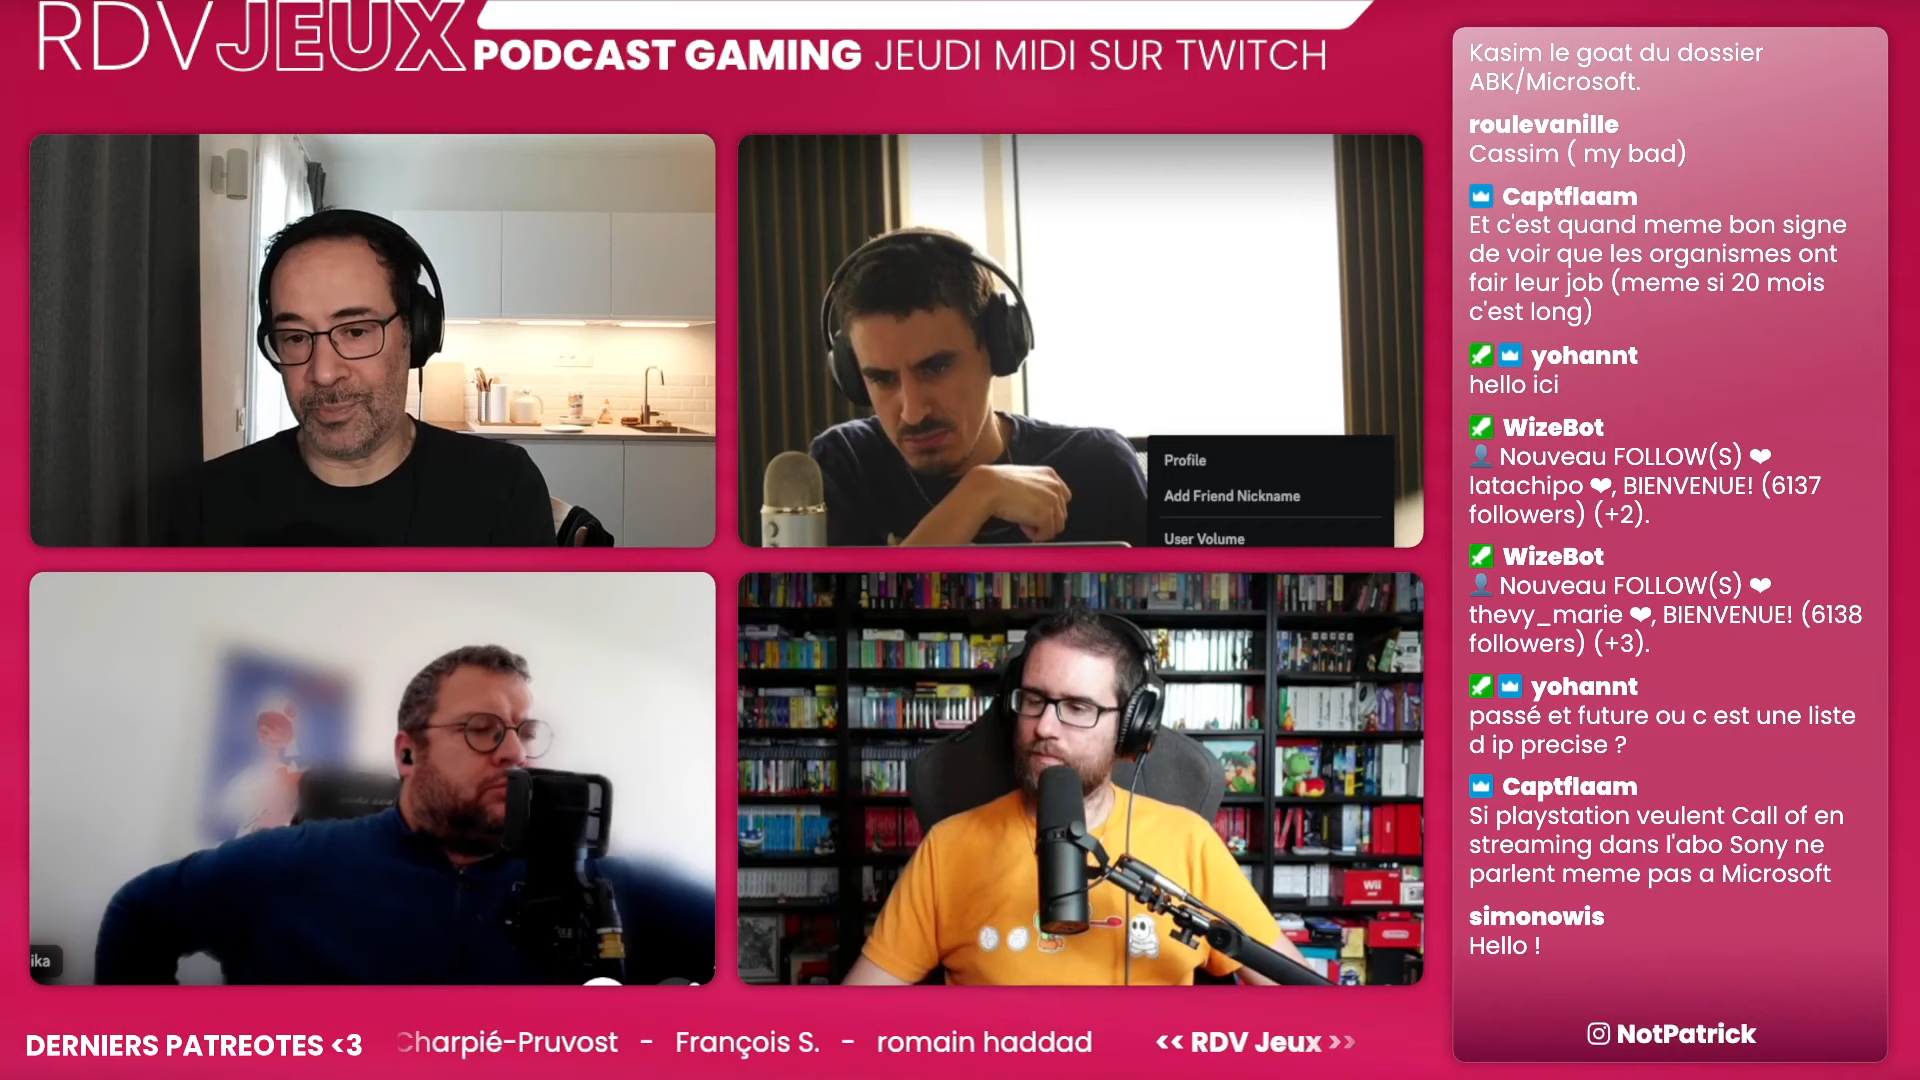 RDVJEUX
PODCAST GAMING JEUDI MIDI SUR TWITCH
Profile
Add Friend Nickname
User Volume
ika
Wii
Kasim le goat du dossier
ABK/Microsoft.
roulevanille
Cassim ( my bad)
Captflaam
Et c'est quand meme bon signe
de voir que les organismes ont
fair leur job (meme si 20 mois
c'est long)
yohannt
hello ici
WizeBot
Nouveau FOLLOW(S) ❤
latachipo ❤, BIENVENUE! (6137
followers) (+2).
WizeBot
Nouveau FOLLOW(S) ❤
thevy_marie ❤, BIENVENUE! (6138
followers) (+3).
yohannt
passé et future ou c est une liste
d ip precise ?
Captflaam
Si playstation veulent Call of en
streaming dans l'abo Sony ne
parlent meme pas a Microsoft
simonowis
Hello !
NotPatrick
DERNIERS PATREOTES <3
Charpié-Pruvost - François S. - romain haddad
<< RDV Jeux >>